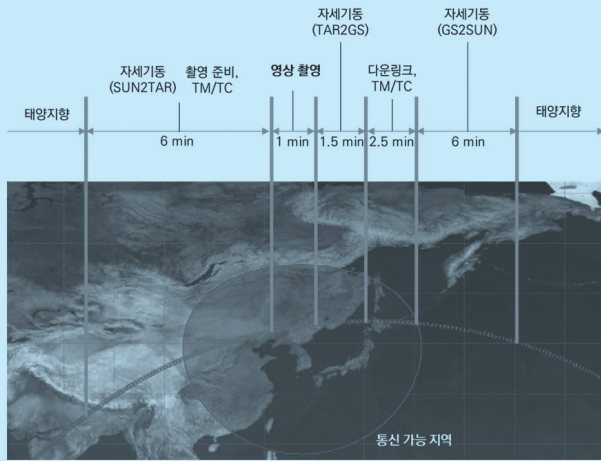 자세기동
(TAR2GS)
자세기동
(GS2SUN)
자세기동
(SUN2TAR)
촬영 준비,
TM/TC
영상 촬영
다운링크,
TM/TC
태양지향
태양지향
6 min
1 min
1.5 min
2.5 min
6 min
통신 가능 지역